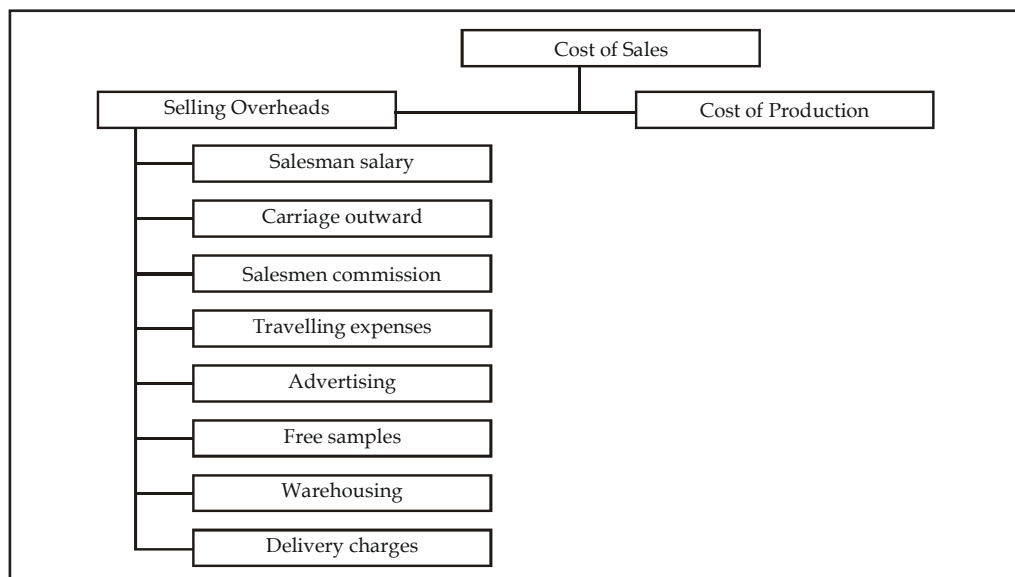 Cost of Sales
Selling Overheads
Cost of Production
Salesman salary
Carriage outward
Salesmen commission
Travelling expenses
Advertising
Free samples
Warehousing
Delivery charges